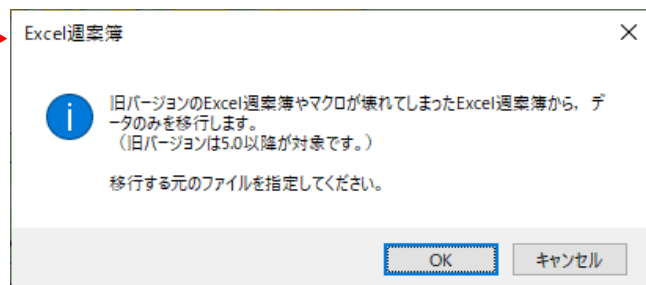 Excel週案簿
旧バージョンのExcel週案簿やマクロが壊れてしまったExcel週案簿から，デ
ータのみを移行します。
（旧バージョンは5.0以降が対象です。）
移行する元のファイルを指定してください。
OK
キャンセル